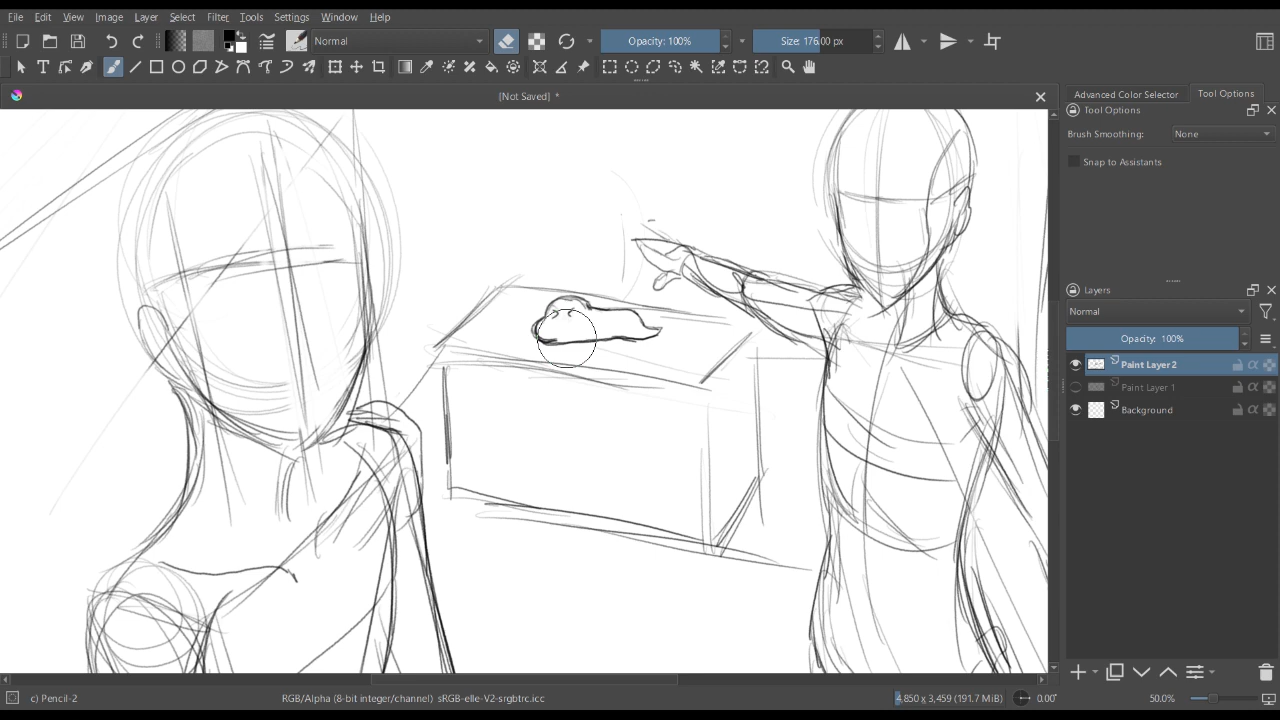 File Edit View Image Layer Select Filter Tools Settings Window Help
Normal Opacity: 100% Size: 176.00 px
[Not Saved] *
Advanced Color Selector Tool Options
Tool Options
Brush Smoothing: None
Snap to Assistants
Layers
Normal
Opacity: 100%
Paint Layer 2
Paint Layer 1
Background
c) Pencil-2 RGB/Alpha (8-bit integer/channel) sRGB-elle-V2-srgbtrc.icc 4,850 x 3,459 (191.7 MiB) 0.00° 50.0%